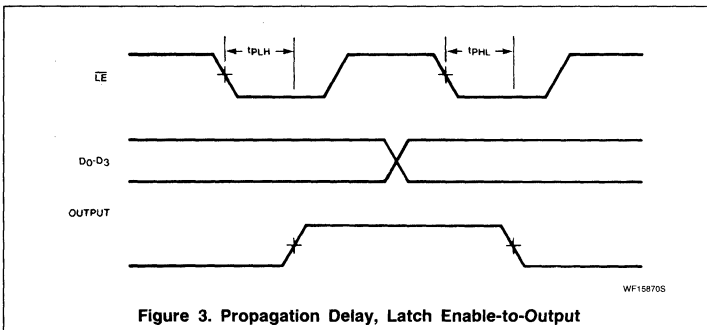 tPLH
tPHL
LE
D0-D3
OUTPUT
WF15870S
Figure 3. Propagation Delay, Latch Enable-to-Output